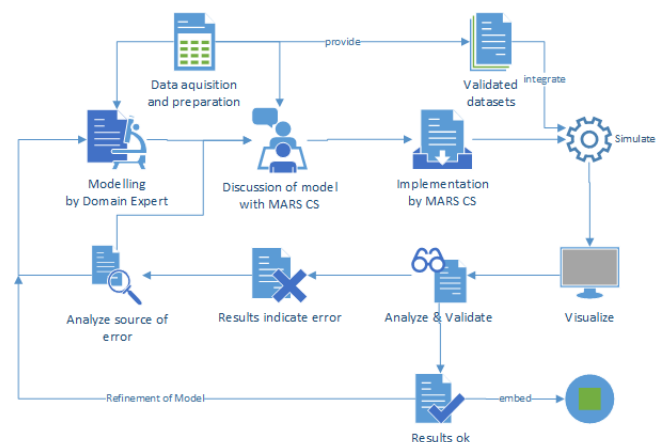 provide
Data aquisition
and preparation
Validated
datasets
integrate
Simulate
Modelling
by Domain Expert
Discussion of model
with MARS CS
Implementation
by MARS CS
Analyze source of
error
Results indicate error
Analyze & Validate
Visualize
Refinement of Model
embed
Results ok